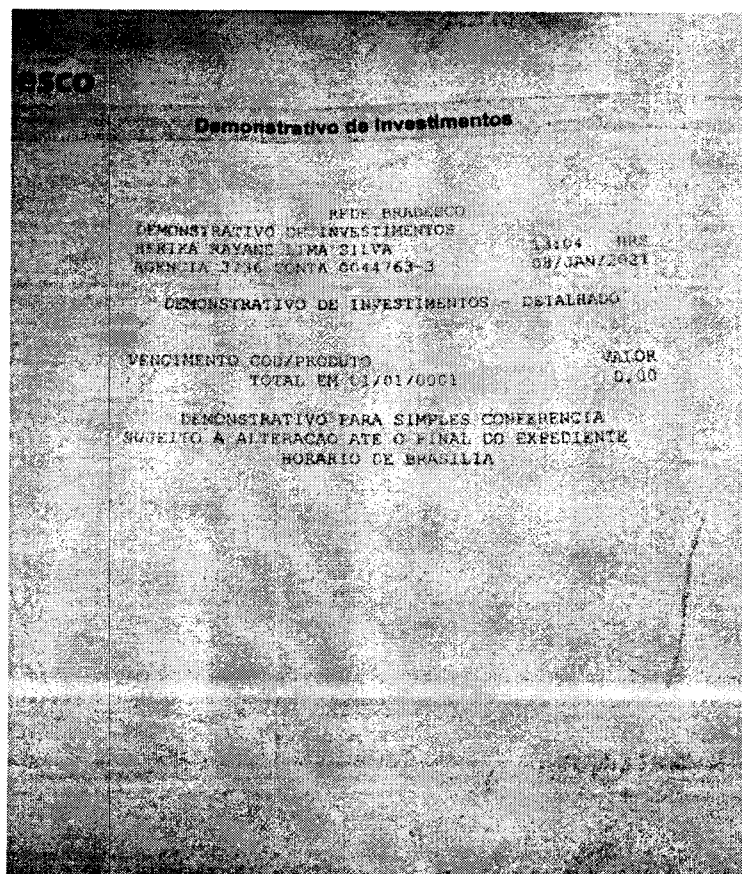 esco
Demonstrativo de Investimentos
REDE BRADESCO
DEMONSTRATIVO DE INVESTIMENTOS
RAYANE LIMA SILVA
13:04 HRS
AGENCIA CONTA 0044763-3
08/JAN/2021
DEMONSTRATIVO DE INVESTIMENTOS - DETALHADO
VENCIMENTO COD/PRODUTO VALOR
TOTAL EM 01/01/0001 0,00
DEMONSTRATIVO PARA SIMPLES CONFERENCIA
SUJEITO A ALTERACAO ATE O FINAL DO EXPEDIENTE
HORARIO DE BRASILIA